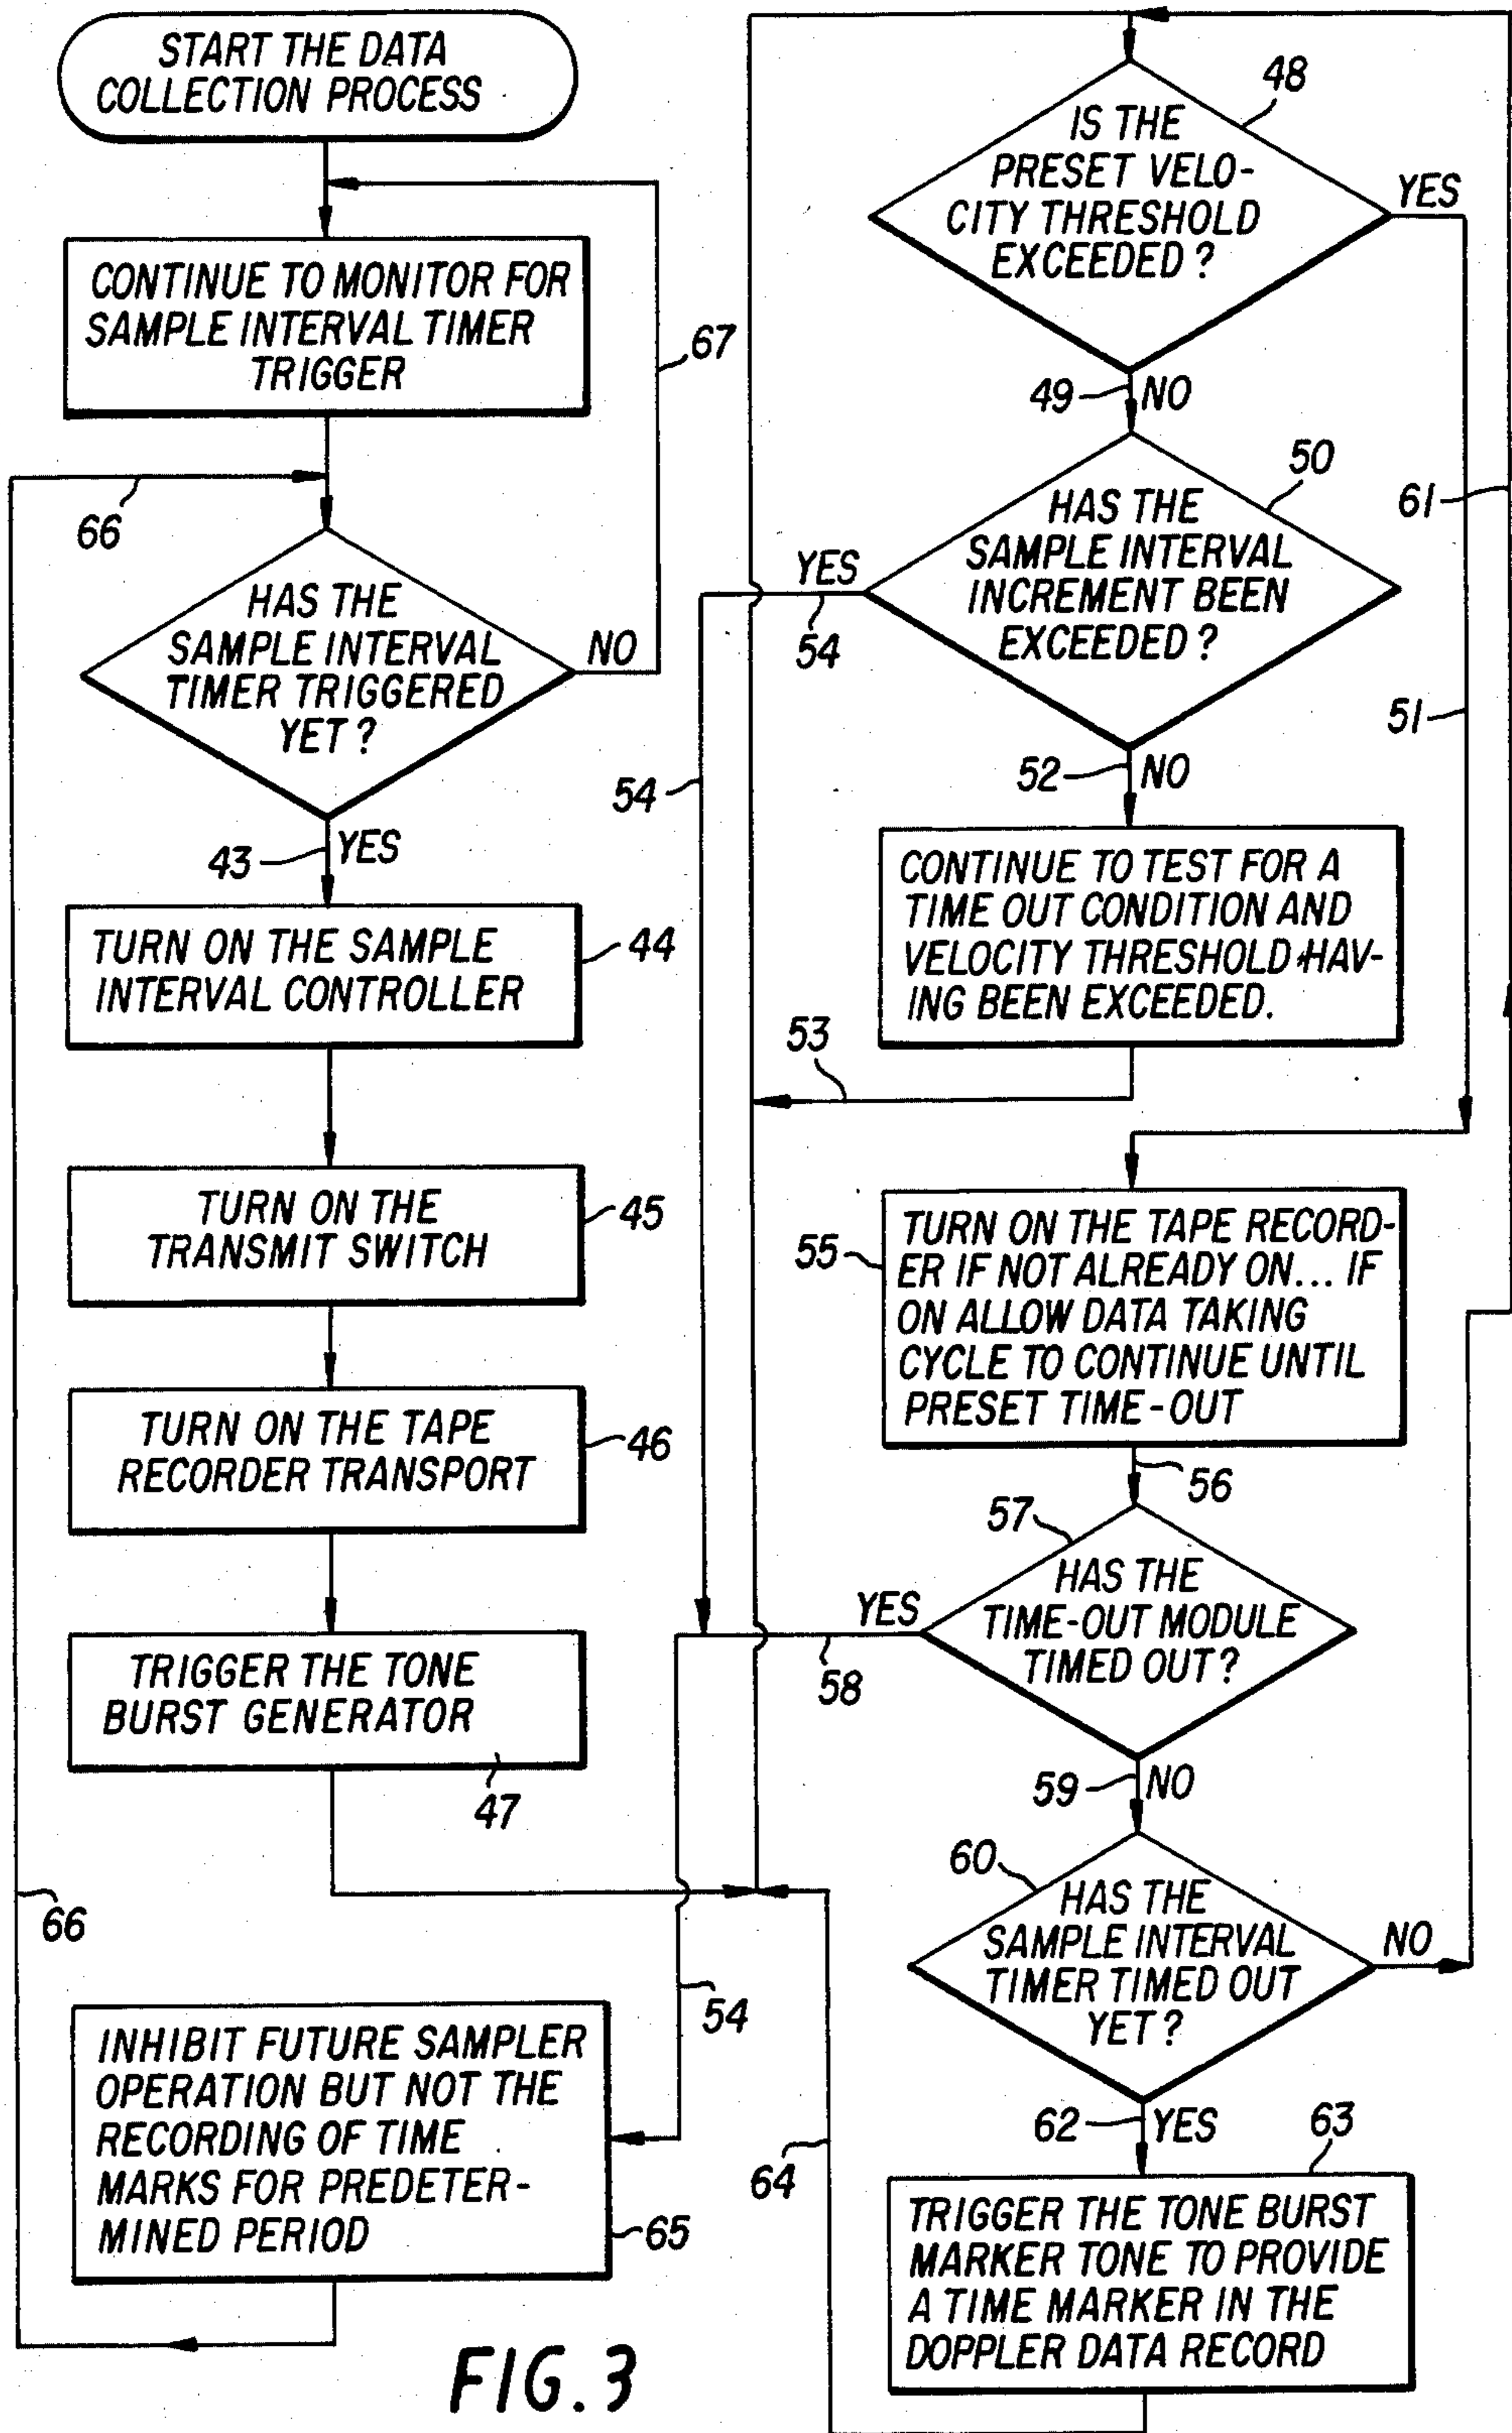 START THE DATA
COLLECTION PROCESS
CONTINUE TO MONITOR FOR
SAMPLE INTERVAL TIMER
TRIGGER
67
66
HAS THE
SAMPLE INTERVAL
TIMER TRIGGERED
YET?
NO
43
YES
TURN ON THE SAMPLE
INTERVAL CONTROLLER
44
TURN ON THE
TRANSMIT SWITCH
45
TURN ON THE TAPE
RECORDER TRANSPORT
46
TRIGGER THE TONE
BURST GENERATOR
47
66
INHIBIT FUTURE SAMPLER
OPERATION BUT NOT THE
RECORDING OF TIME
MARKS FOR PREDETER-
MINED PERIOD
65
48
IS THE
PRESET VELO-
CITY THRESHOLD
EXCEEDED?
YES
49
NO
50
61
HAS THE
SAMPLE INTERVAL
INCREMENT BEEN
EXCEEDED?
YES
54
51
54
52
NO
CONTINUE TO TEST FOR A
TIME OUT CONDITION AND
VELOCITY THRESHOLD HAV-
ING BEEN EXCEEDED.
53
55
TURN ON THE TAPE RECORD-
ER IF NOT ALREADY ON... IF
ON ALLOW DATA TAKING
CYCLE TO CONTINUE UNTIL
PRESET TIME-OUT
56
57
HAS THE
TIME-OUT MODULE
TIMED OUT?
YES
58
59
NO
60
HAS THE
SAMPLE INTERVAL
TIMER TIMED OUT
YET?
NO
54
62
YES
63
64
TRIGGER THE TONE BURST
MARKER TONE TO PROVIDE
A TIME MARKER IN THE
DOPPLER DATA RECORD
FIG. 3